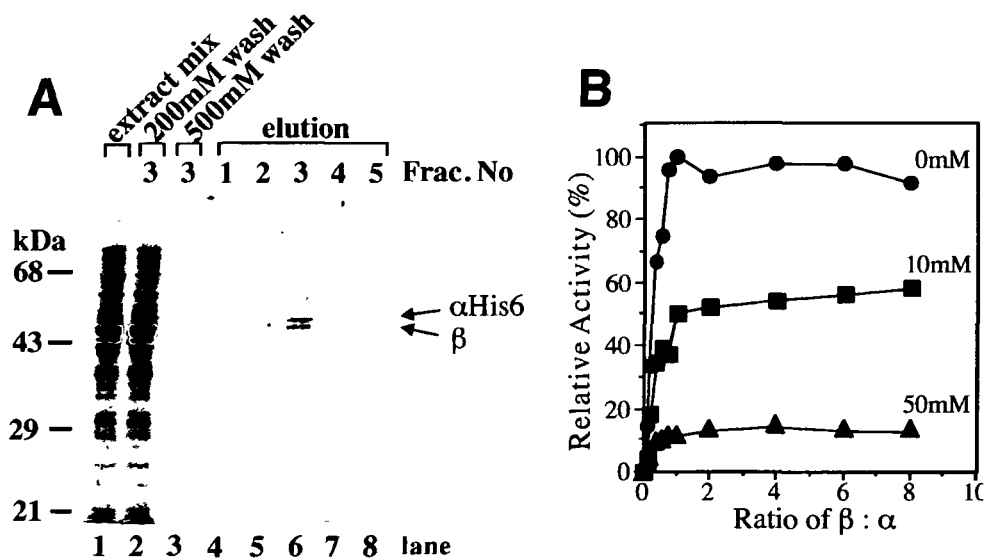 A
extract mix
200mM wash
500mM wash
elution
3 3 1 2 3 4 5 Frac. No
kDa
68
43
29
21
αHis6
β
1 2 3 4 5 6 7 8 lane
B
Relative Activity (%)
100
80
60
40
20
0
0mM
10mM
50mM
0 2 4 6 8 10
Ratio of β : α